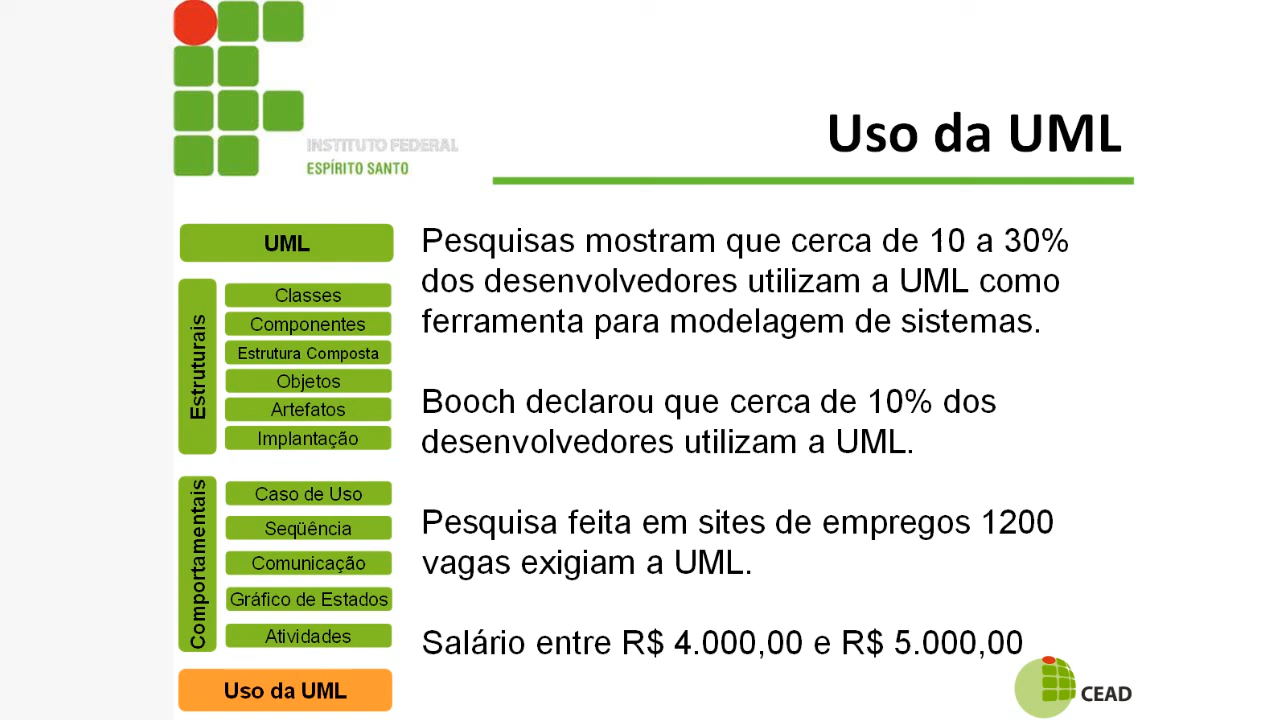 INSTITUTO FEDERAL
ESPÍRITO SANTO
Uso da UML
UML
Estruturais
Classes
Componentes
Estrutura Composta
Objetos
Artefatos
Implantação
Comportamentais
Caso de Uso
Seqüência
Comunicação
Gráfico de Estados
Atividades
Uso da UML
Pesquisas mostram que cerca de 10 a 30%
dos desenvolvedores utilizam a UML como
ferramenta para modelagem de sistemas.
Booch declarou que cerca de 10% dos
desenvolvedores utilizam a UML.
Pesquisa feita em sites de empregos 1200
vagas exigiam a UML.
Salário entre R$ 4.000,00 e R$ 5.000,00
CEAD